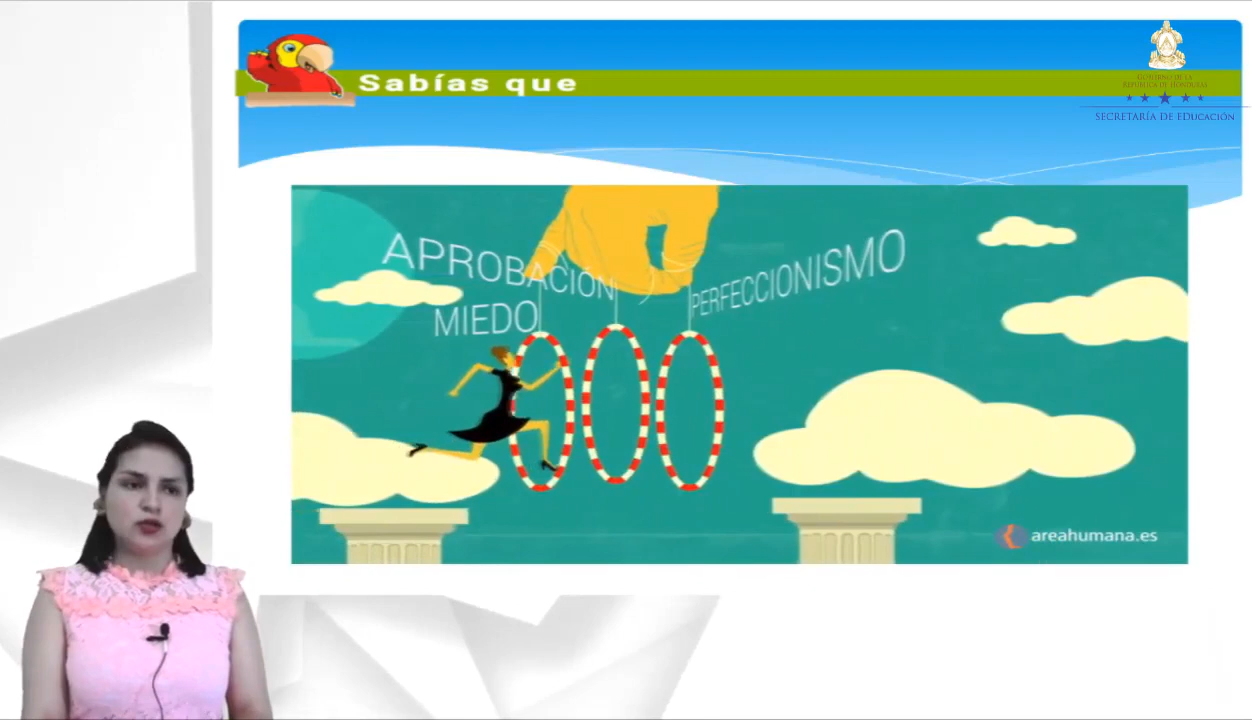 Sabías que
GOBIERNO DE LA
REPÚBLICA DE HONDURAS
SECRETARÍA DE EDUCACIÓN
APROBACIÓN
MIEDO
PERFECCIONISMO
areahumana.es